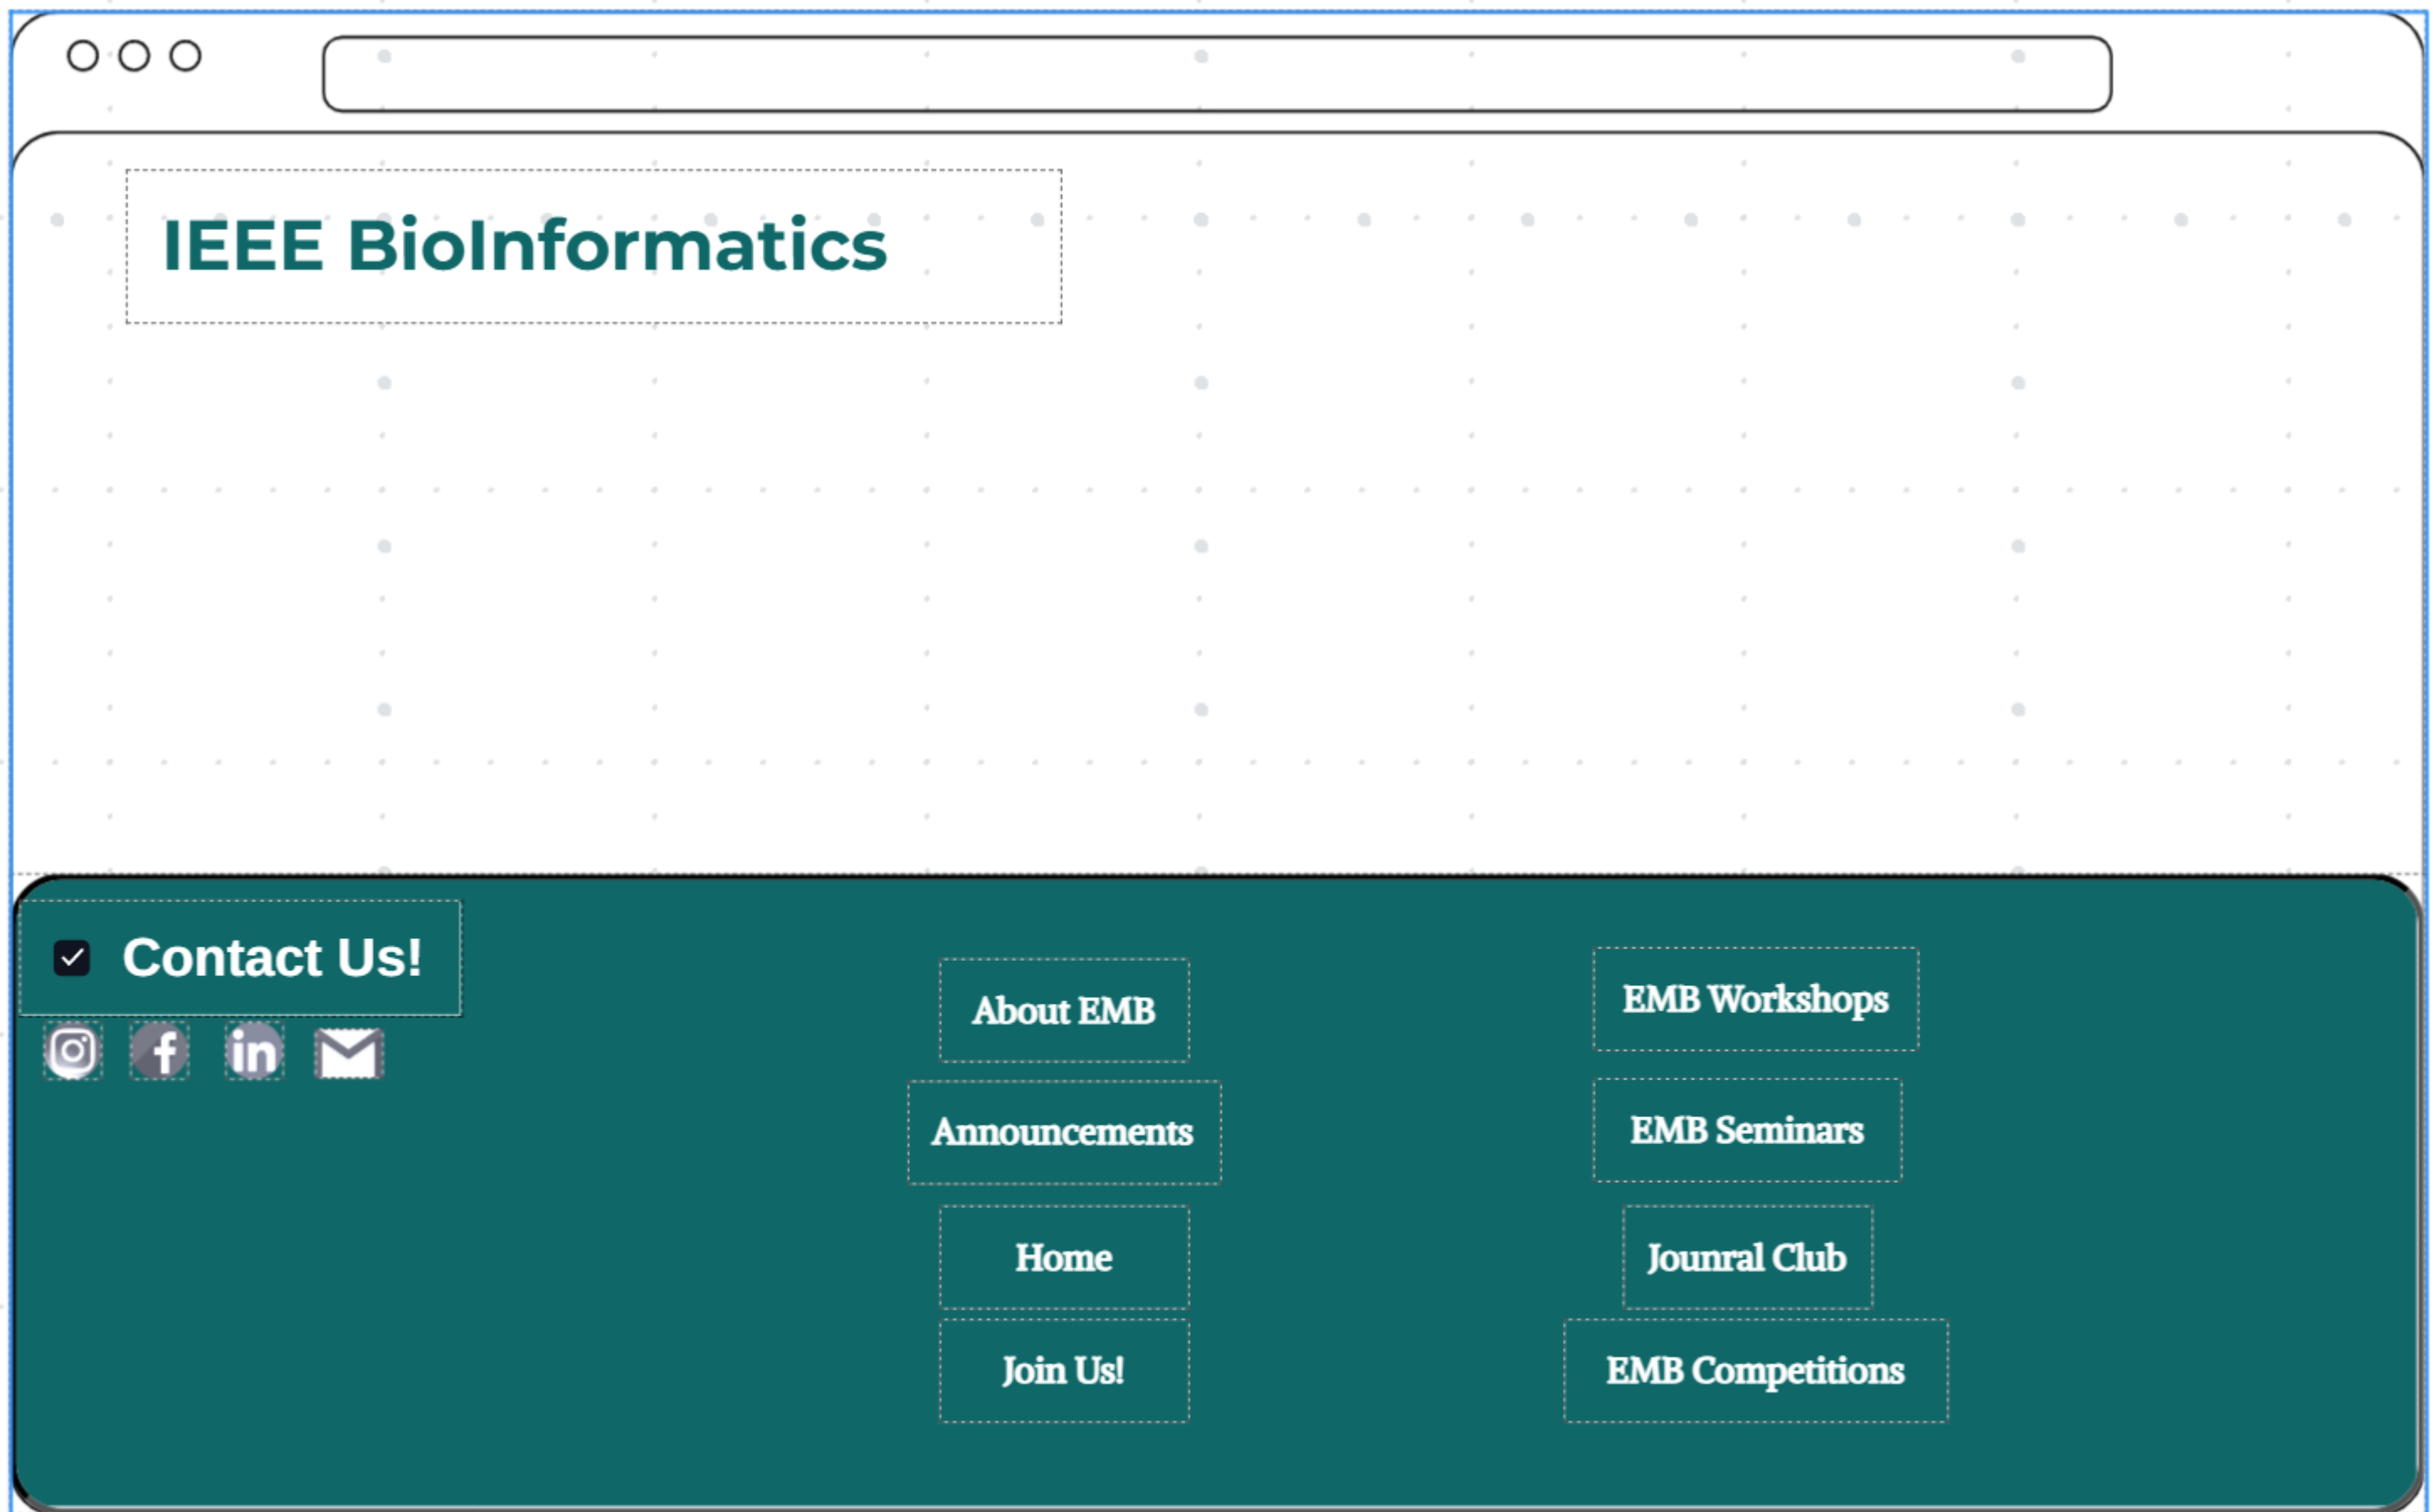 IEEE BioInformatics
Contact Us!
About EMB
Announcements
Home
Join Us!
EMB Workshops
EMB Seminars
Jounral Club
EMB Competitions